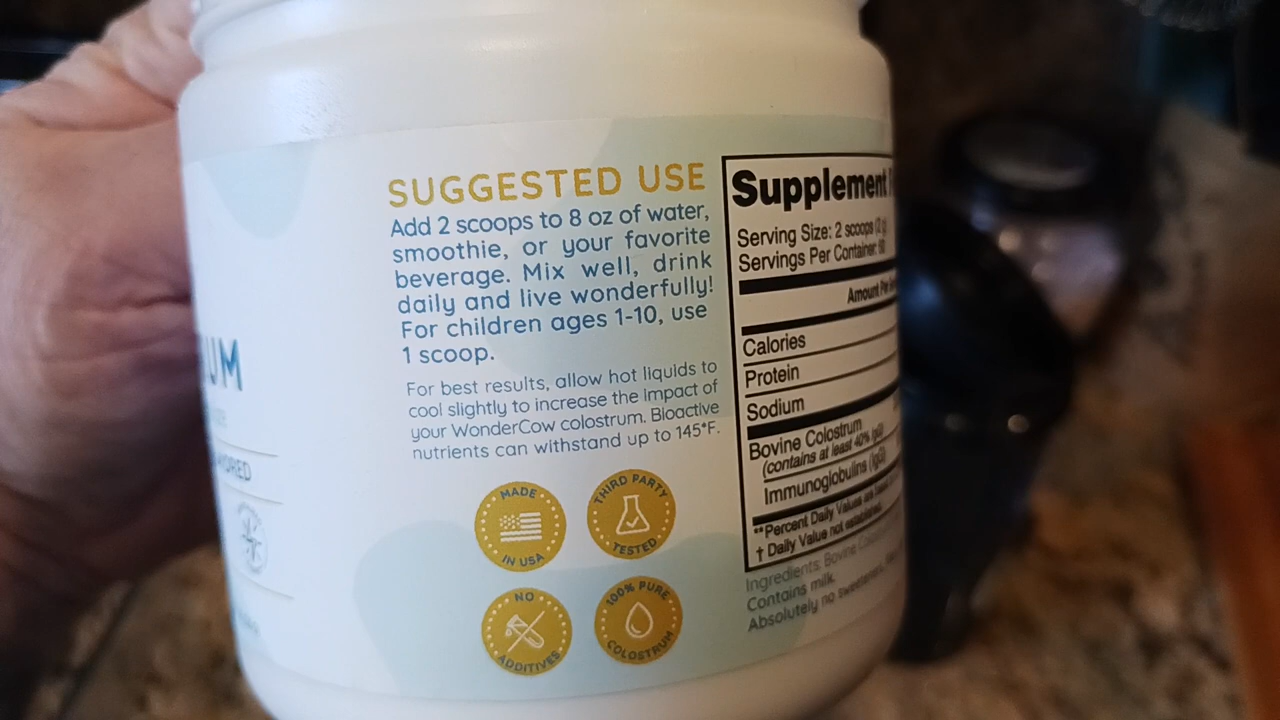 SUGGESTED USE
Add 2 scoops to 8 oz of water,
smoothie, or your favorite
beverage. Mix well, drink
daily and live wonderfully!
For children ages 1-10, use
1 scoop.
For best results, allow hot liquids to
cool slightly to increase the impact of
your WonderCow colostrum. Bioactive
nutrients can withstand up to 145°F.
MADE
IN USA
THIRD PARTY
TESTED
NO
ADDITIVES
100% PURE
COLOSTRUM
Supplement
Serving Size: 2 scoops (2 g)
Servings Per Container:
Amount Per
Calories
Protein
Sodium
Bovine Colostrum
(contains at least 40% IgG)
Immunoglobulins (IgG)
**Percent Daily Values are
† Daily Value not established.
Ingredients: Bovine
Contains milk.
Absolutely no sweeteners,
UM